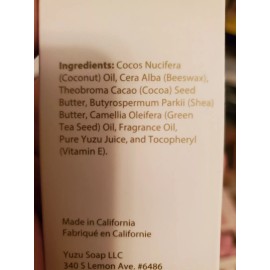 Ingredients: Cocos Nucifera
(Coconut) Oil, Cera Alba (Beeswax),
Theobroma Cacao (Cocoa) Seed
Butter, Butyrospermum Parkii (Shea)
Butter, Camellia Oleifera (Green
Tea Seed) Oil, Fragrance Oil,
Pure Yuzu Juice, and Tocopheryl
(Vitamin E).
Made in California
Fabriqué en Californie
Yuzu Soap LLC
340 S Lemon Ave. #6486